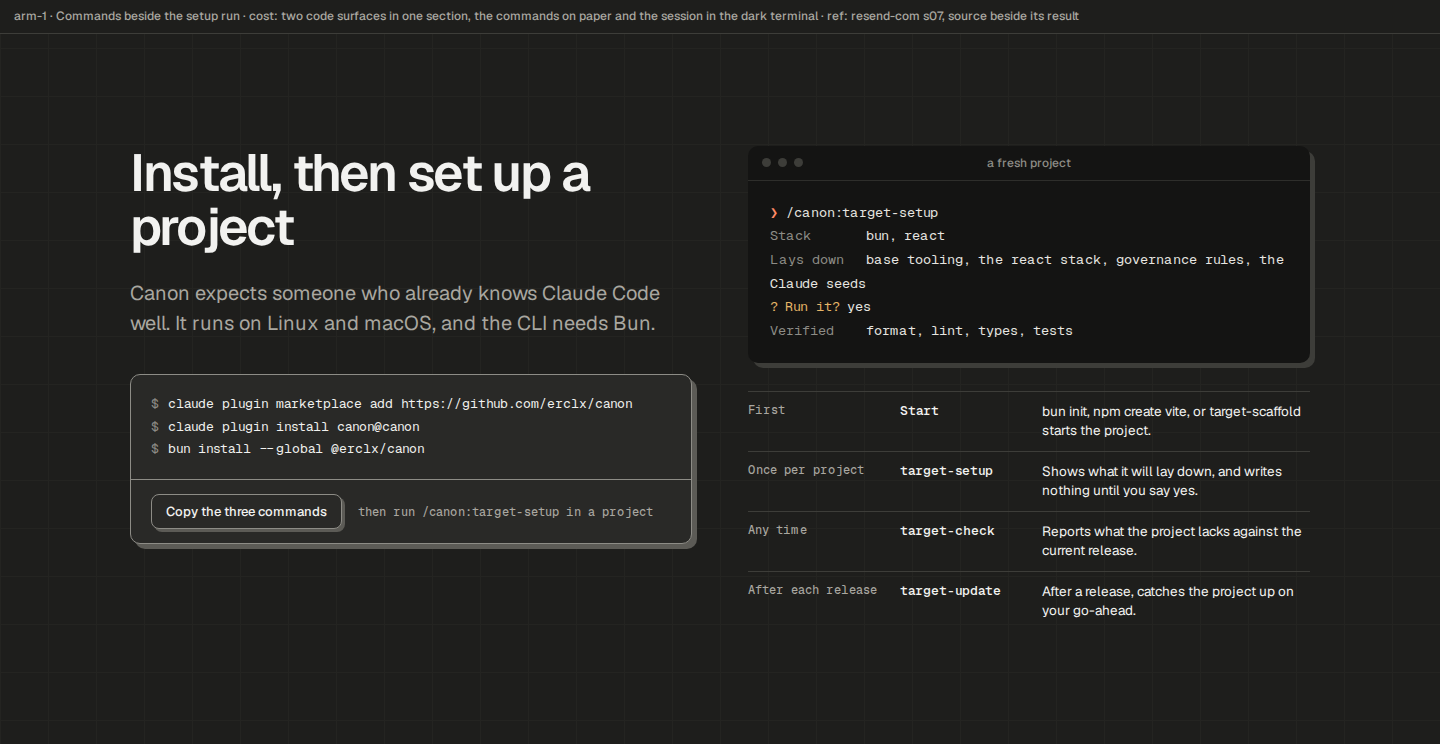 arm-1 · Commands beside the setup run · cost: two code surfaces in one section, the commands on paper and the session in the dark terminal · ref: resend-com s07, source beside its result
Install, then set up a
project
Canon expects someone who already knows Claude Code
well. It runs on Linux and macOS, and the CLI needs Bun.
$ claude plugin marketplace add https://github.com/erclx/canon
$ claude plugin install canon@canon
$ bun install --global @erclx/canon
Copy the three commands then run /canon:target-setup in a project
a fresh project
❯ /canon:target-setup
Stack bun, react
Lays down base tooling, the react stack, governance rules, the
Claude seeds
? Run it? yes
Verified format, lint, types, tests
First Start bun init, npm create vite, or target-scaffold
starts the project.
Once per project target-setup Shows what it will lay down, and writes
nothing until you say yes.
Any time target-check Reports what the project lacks against the
current release.
After each release target-update After a release, catches the project up on
your go-ahead.